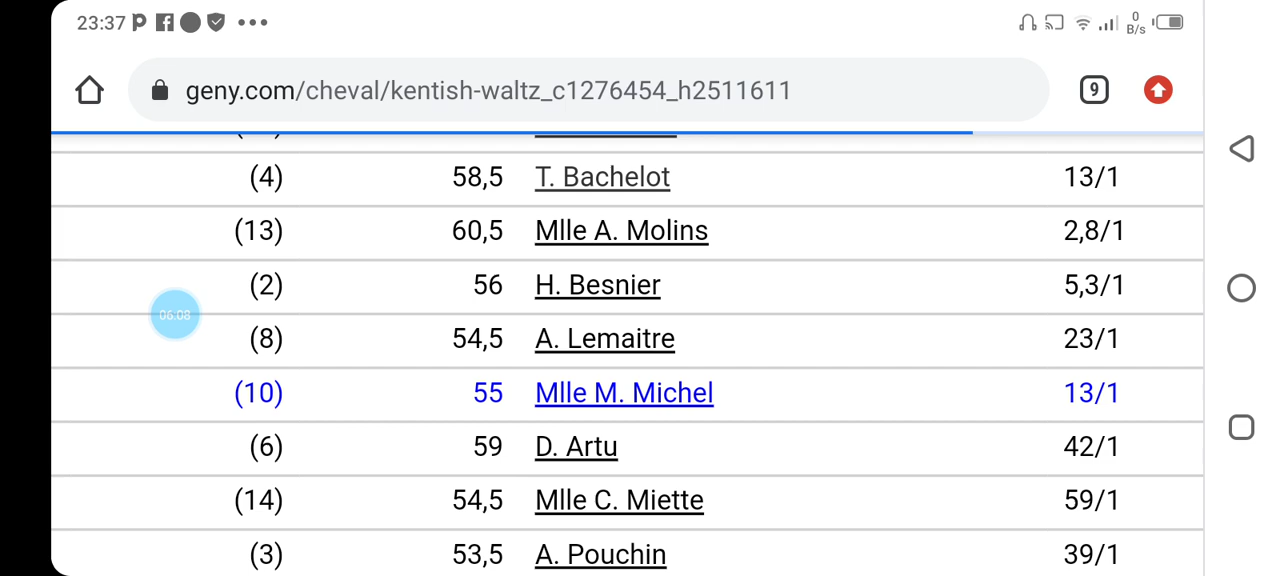 23:37
0 B/s
geny.com/cheval/kentish-waltz_c1276454_h2511611
9
(4) 58,5 T. Bachelot 13/1
(13) 60,5 Mlle A. Molins 2,8/1
(2) 56 H. Besnier 5,3/1
06:08
(8) 54,5 A. Lemaitre 23/1
(10) 55 Mlle M. Michel 13/1
(6) 59 D. Artu 42/1
(14) 54,5 Mlle C. Miette 59/1
(3) 53,5 A. Pouchin 39/1